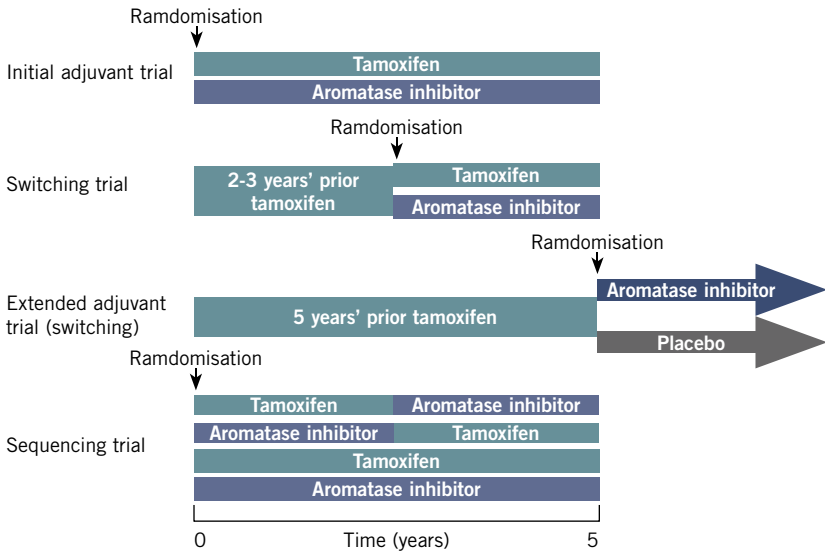 Ramdomisation
Initial adjuvant trial
Tamoxifen
Aromatase inhibitor
Ramdomisation
Switching trial
2-3 years’ prior
tamoxifen
Tamoxifen
Aromatase inhibitor
Ramdomisation
Extended adjuvant
trial (switching)
5 years’ prior tamoxifen
Aromatase inhibitor
Placebo
Ramdomisation
Sequencing trial
Tamoxifen Aromatase inhibitor
Aromatase inhibitor Tamoxifen
Tamoxifen
Aromatase inhibitor
0 Time (years) 5